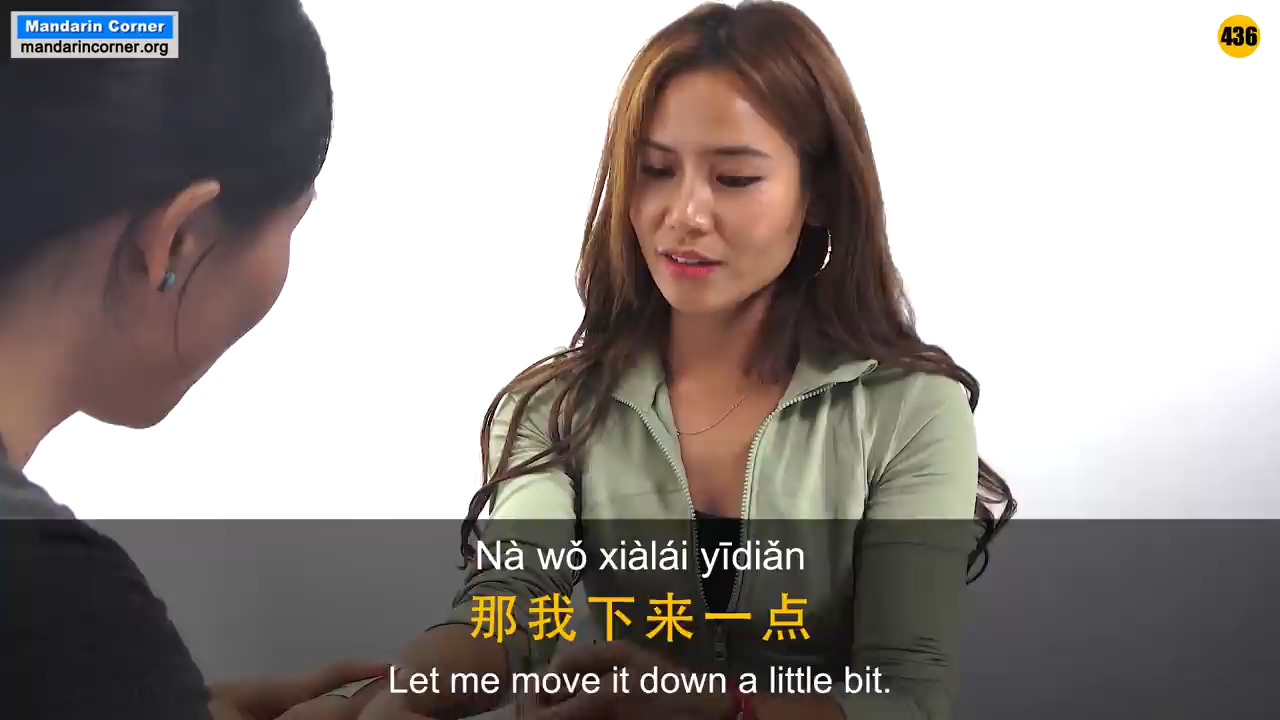 Mandarin Corner
mandarincorner.org
436
Nà wǒ xiàlái yīdiǎn
那我下来一点
Let me move it down a little bit.